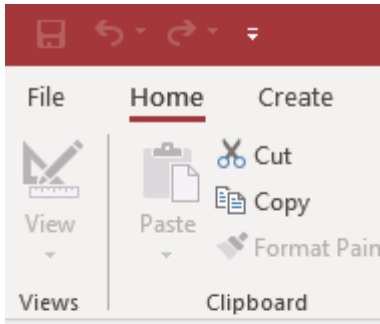 File Home Create
Cut
Copy
View Paste
Format Pain
Views Clipboard